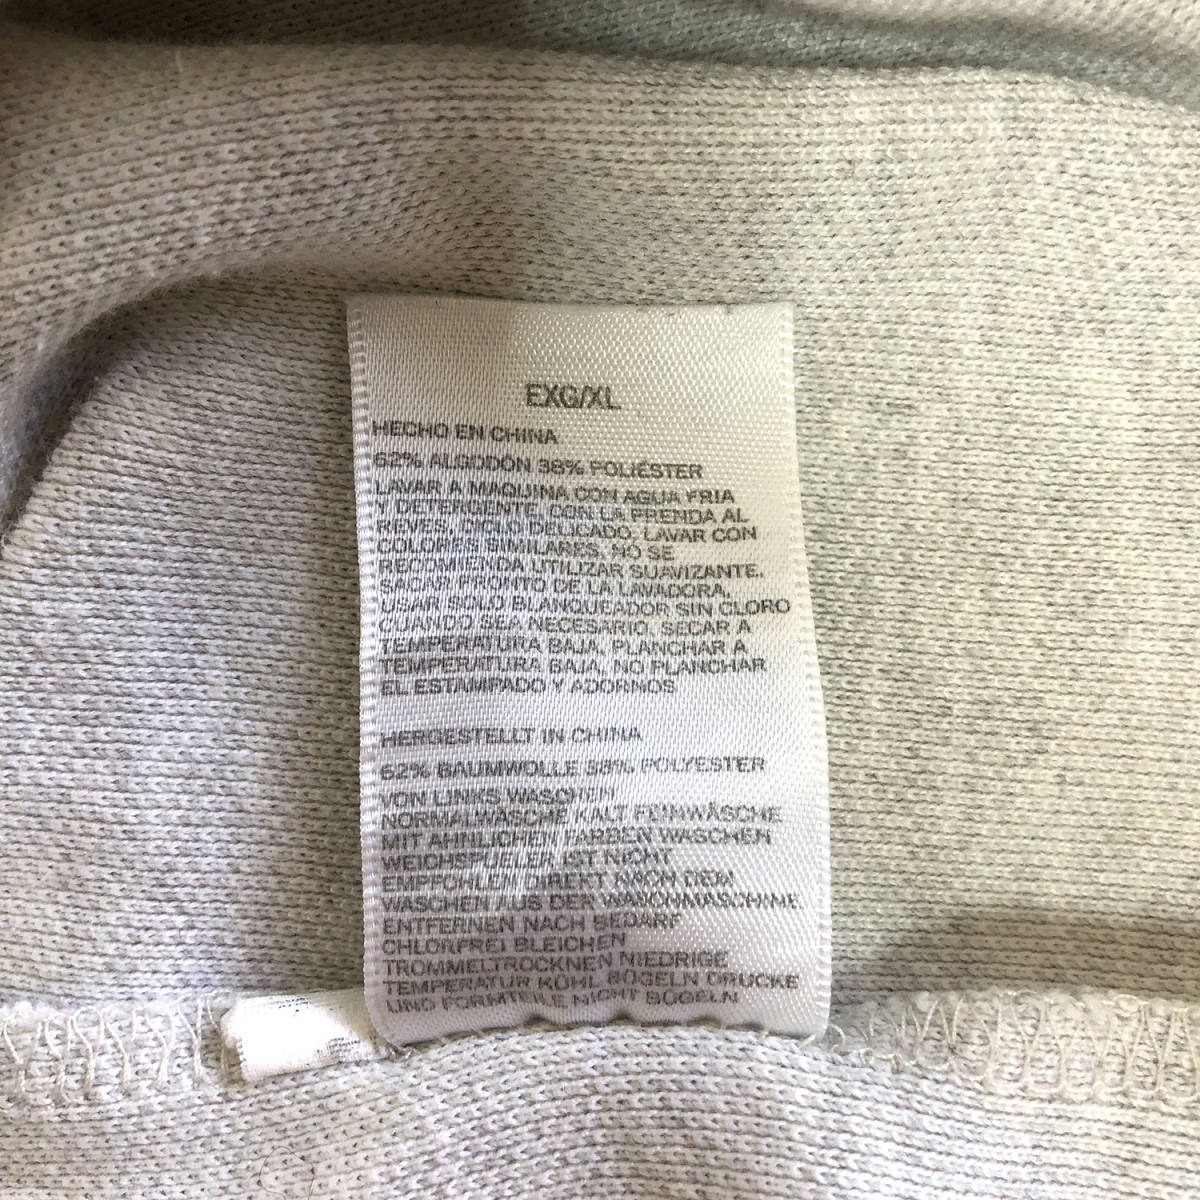 EXG/XL
HECHO EN CHINA
62% ALGODÓN 38% POLIÉSTER
LAVAR A MAQUINA CON AGUA FRIA
Y DETERGENTE, CON LA PRENDA AL
REVES, DELICADO, LAVAR CON
COLORES SIMILARES. NO SE
RECOMIENDA UTILIZAR SUAVIZANTE.
SACAR PRONTO DE LA LAVADORA.
USAR SOLO BLANQUEADOR SIN CLORO
CUANDO SEA NECESARIO. SECAR A
TEMPERATURA BAJA. PLANCHAR A
TEMPERATURA BAJA. NO PLANCHAR
EL ESTAMPADO Y ADORNOS
HERGESTELLT IN CHINA
62% BAUMWOLLE 38% POLYESTER
VON LINKS
NORMALWASCHE KALT FEINWÄSCHE
MIT AHNLICHEN FARBEN WASCHEN
WEICHSPUELER IST NICHT
EMPFOHLEN DIREKT NACH DEM
WASCHEN AUS DER WASCHMASCHINE
ENTFERNEN NACH BEDARF
CHLORFREI BLEICHEN
TROMMELTROCKNEN NIEDRIGE
TEMPERATUR KÜHL BÜGELN DRUCKE
UND FORMTEILE NICHT BÜGELN